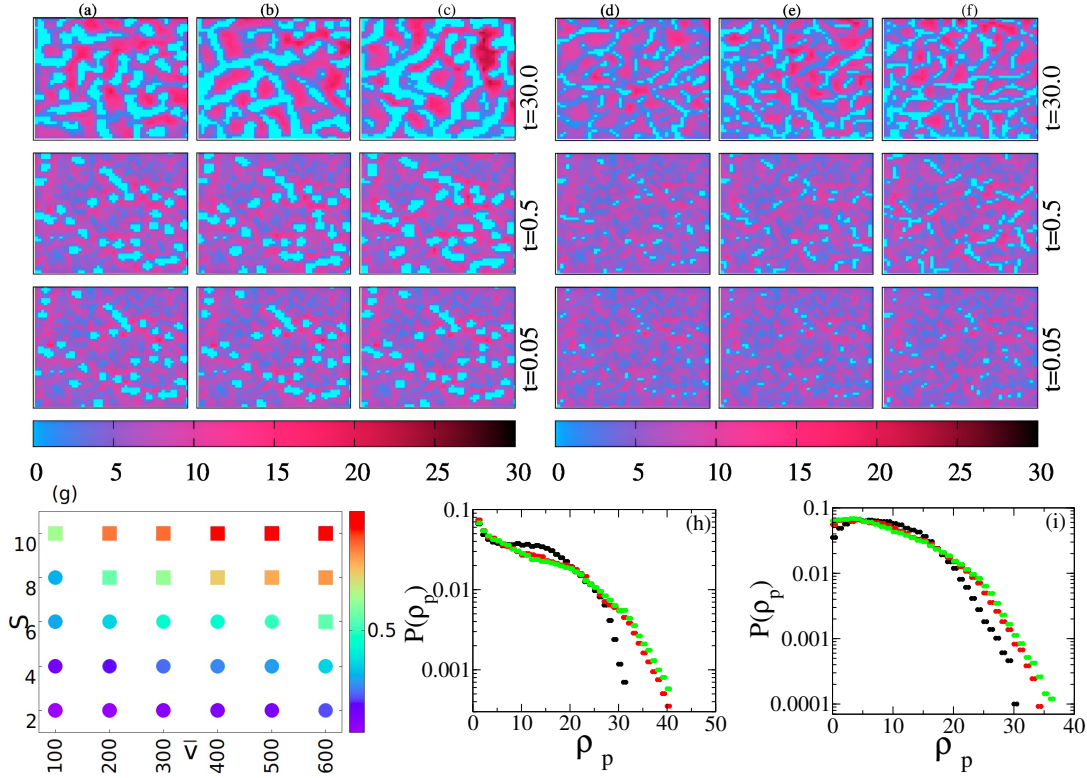 (a) (b) (c) (d) (e) (f)
t=30.0 t=30.0
t=0.5 t=0.5
t=0.05 t=0.05
0 5 10 15 20 25 30 0 5 10 15 20 25 30
(g)
10
8
6
4
2
S
100 200 300 400 500 600
v̄
0.5
(h)
0.1
0.01
0.001
P(ρp)
0 10 20 30 40 50
ρp
(i)
0.1
0.01
0.001
0.0001
P(ρp)
0 10 20 30 40
ρp